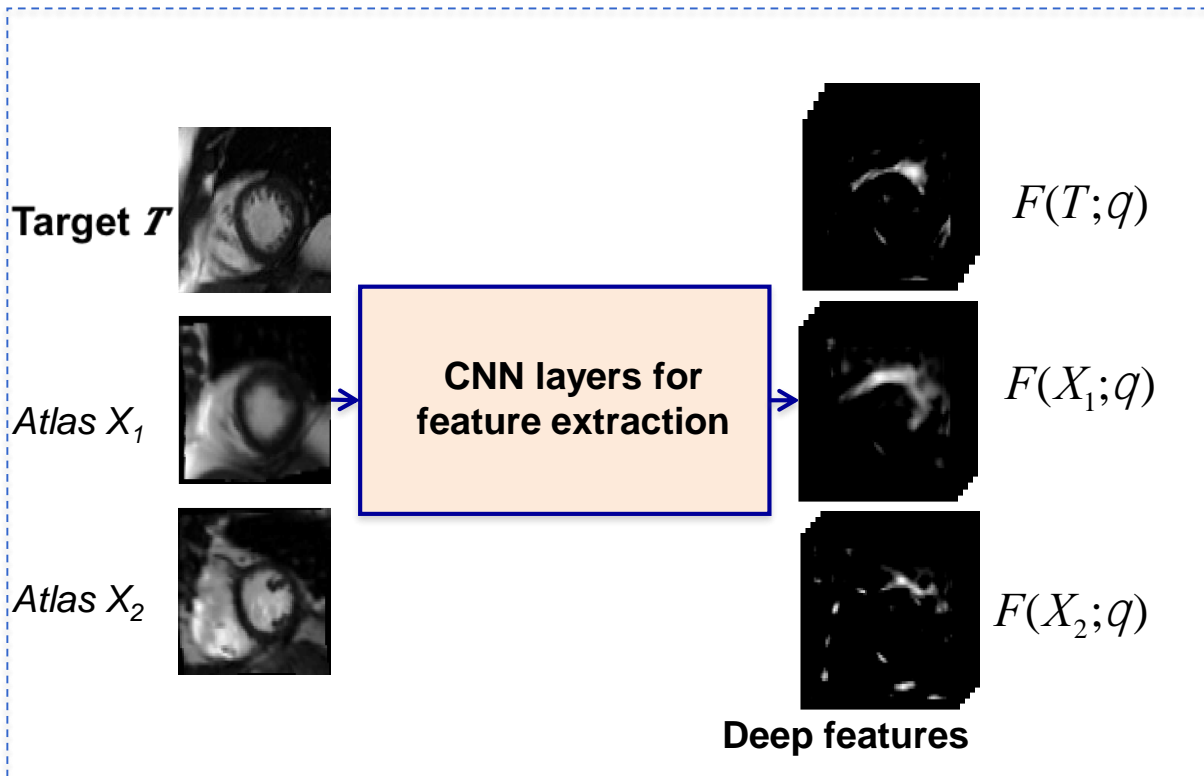 Target T
Atlas X₁
Atlas X₂
CNN layers for
feature extraction
F(T;q)
F(X₁;q)
F(X₂;q)
Deep features